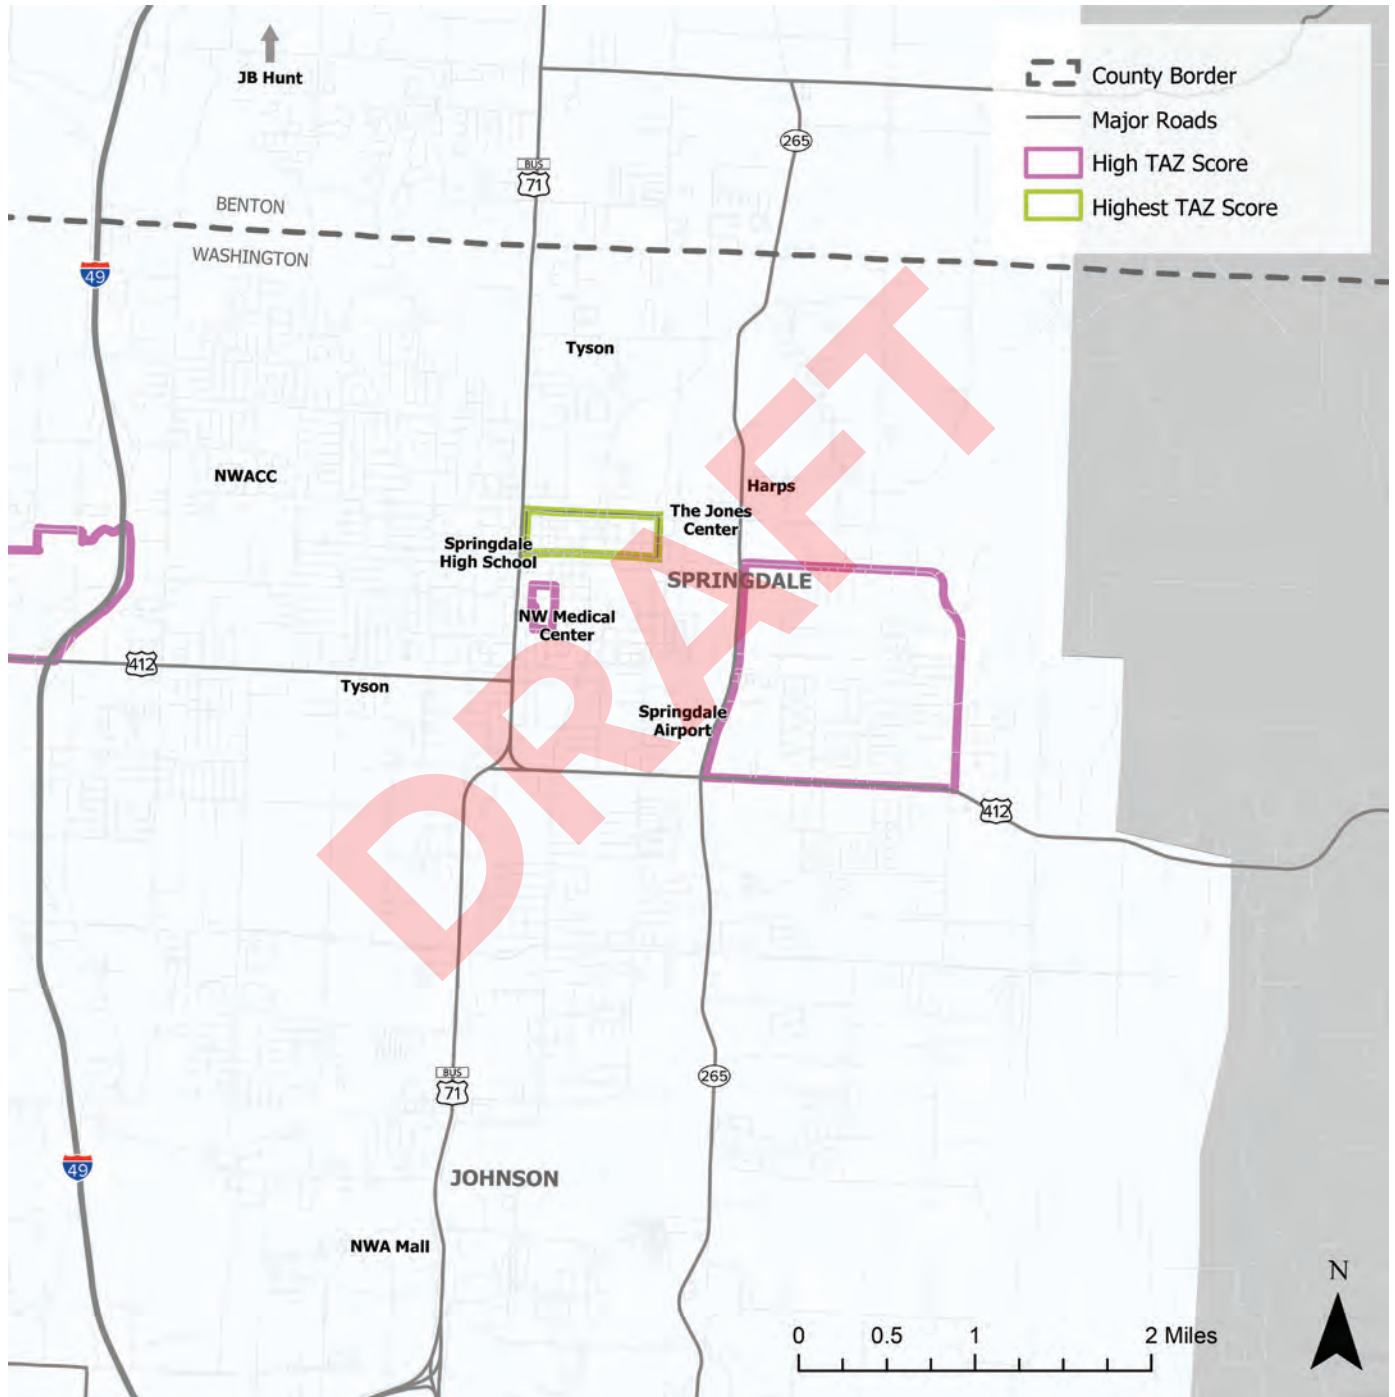 JB Hunt
County Border
Major Roads
High TAZ Score
Highest TAZ Score
265
BUS
71
BENTON
WASHINGTON
49
Tyson
NWACC
Harps
The Jones
Center
Springdale
High School
SPRINGDALE
NW Medical
Center
412
Tyson
Springdale
Airport
412
DRAFT
BUS
71
265
49
JOHNSON
NWA Mall
N
0 0.5 1 2 Miles